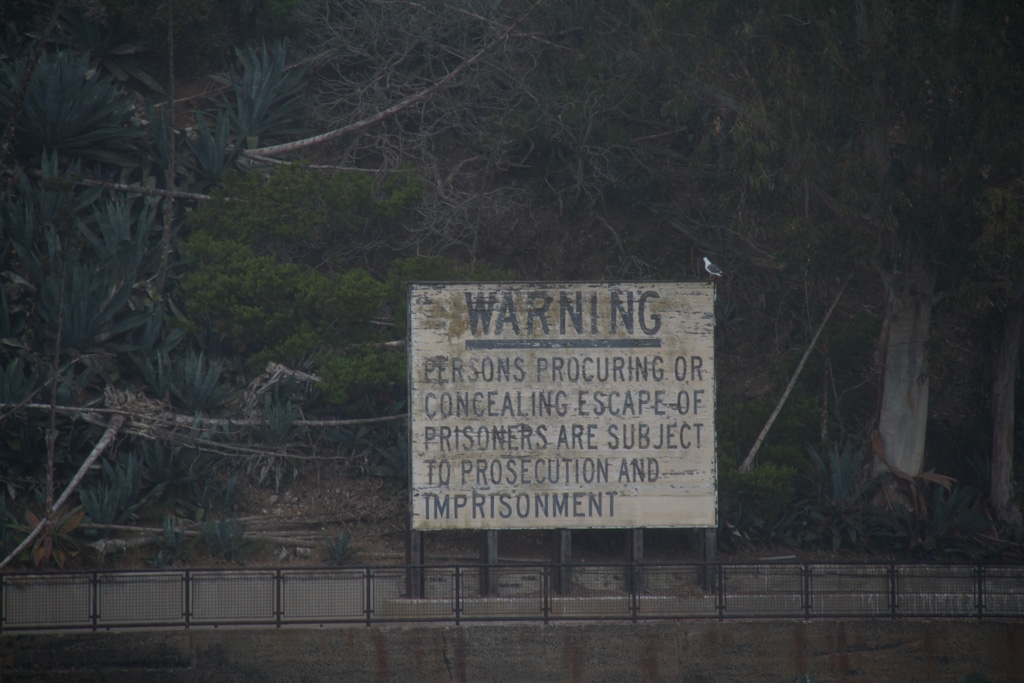 WARNING
PERSONS PROCURING OR
CONCEALING ESCAPE OF
PRISONERS ARE SUBJECT
TO PROSECUTION AND
IMPRISONMENT